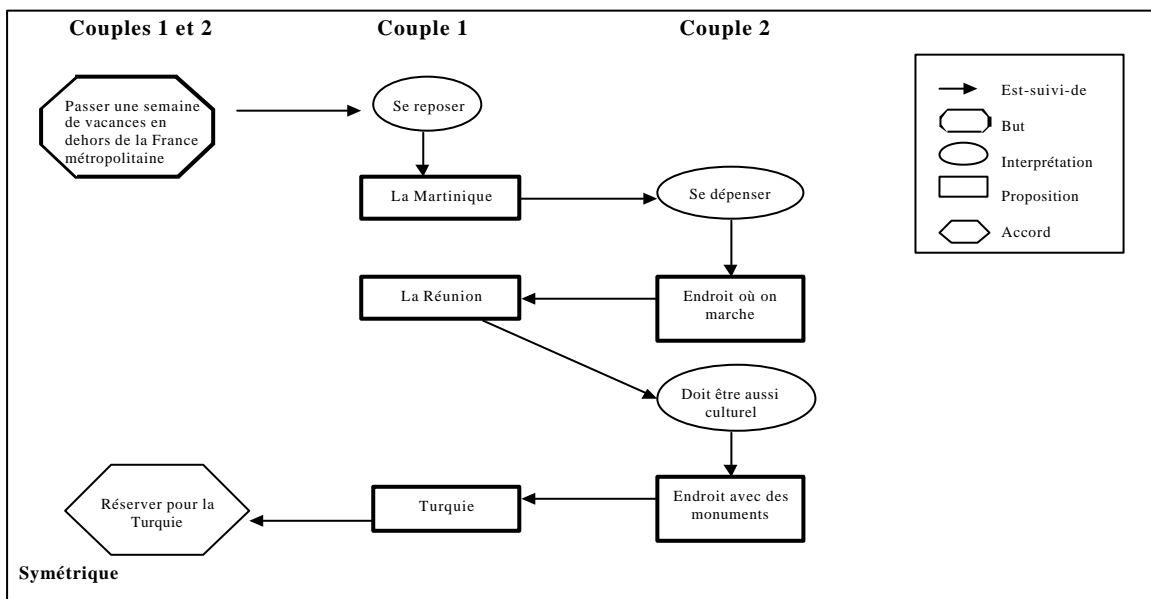 Couples 1 et 2
Couple 1
Couple 2
Passer une semaine
de vacances en
dehors de la France
métropolitaine
Se reposer
La Martinique
Se dépenser
La Réunion
Endroit où on
marche
Doit être aussi
culturel
Réserver pour la
Turquie
Turquie
Endroit avec des
monuments
Symétrique
Est-suivi-de
But
Interprétation
Proposition
Accord